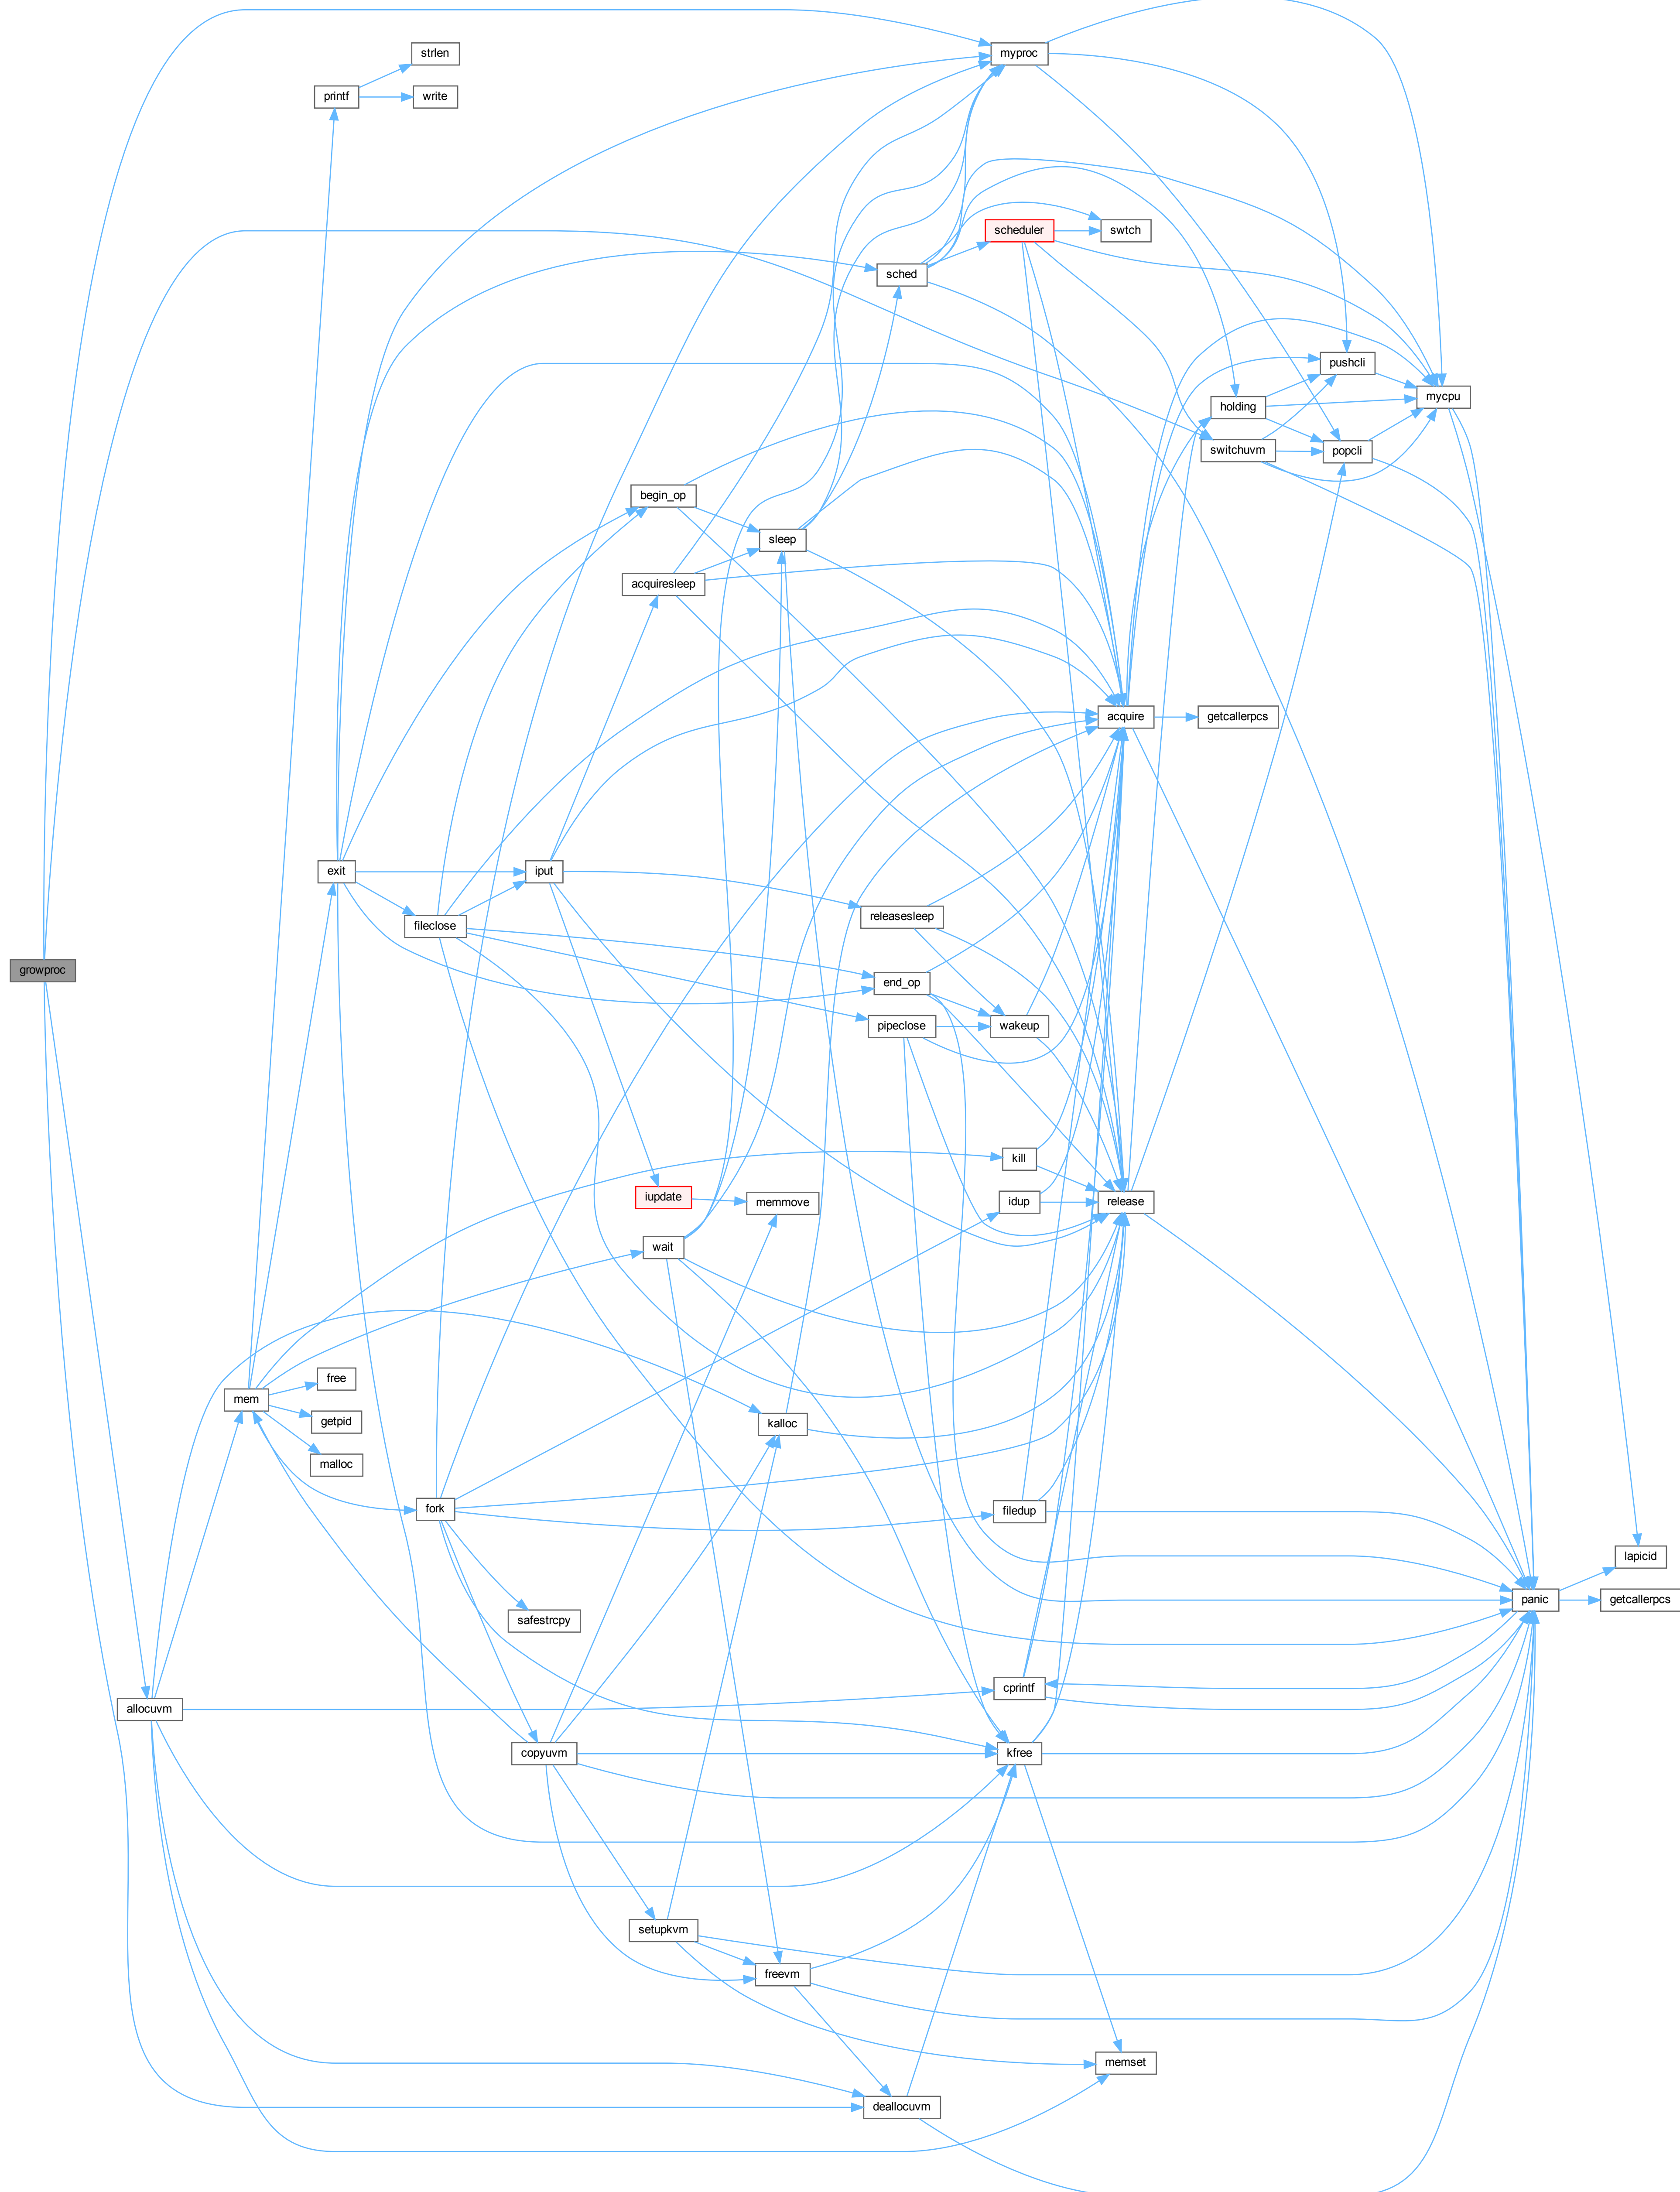 myproc
strlen
printf
write
swtch
scheduler
sched
pushcli
mycpu
holding
switchuvm
popcli
begin_op
sleep
acquiresleep
acquire
getcallerpcs
exit
iput
releasesleep
fileclose
growproc
end_op
pipeclose
wakeup
kill
iupdate
memmove
idup
release
wait
free
mem
getpid
kalloc
malloc
fork
filedup
lapicid
panic
getcallerpcs
safestrcpy
cprintf
allocuvm
copyuvm
kfree
setupkvm
freevm
memset
deallocuvm